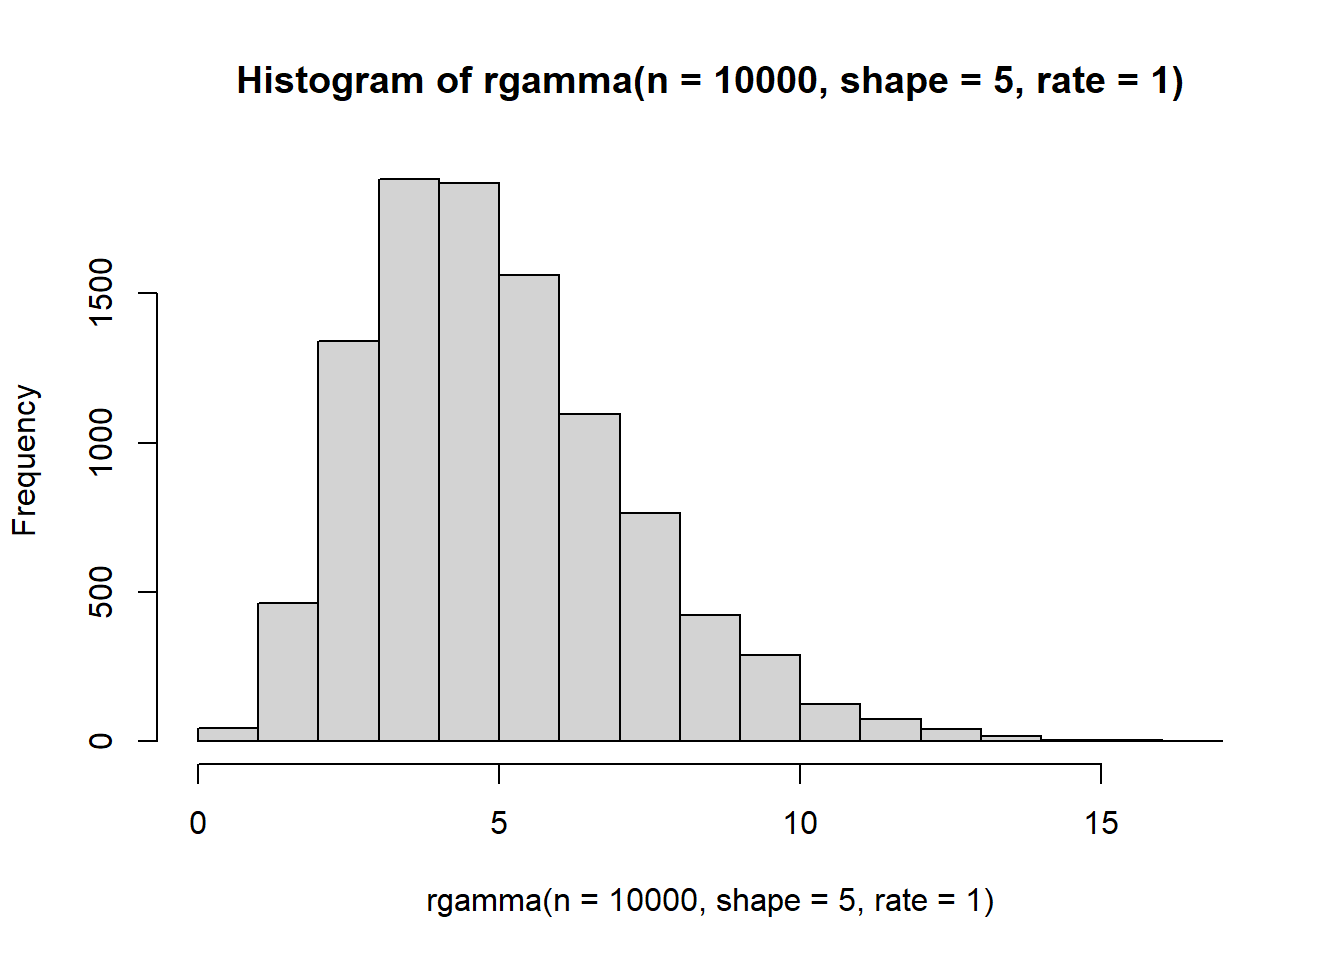 Histogram of rgamma(n = 10000, shape = 5, rate = 1)
Frequency
1500
1000
500
0
0 5 10 15
rgamma(n = 10000, shape = 5, rate = 1)